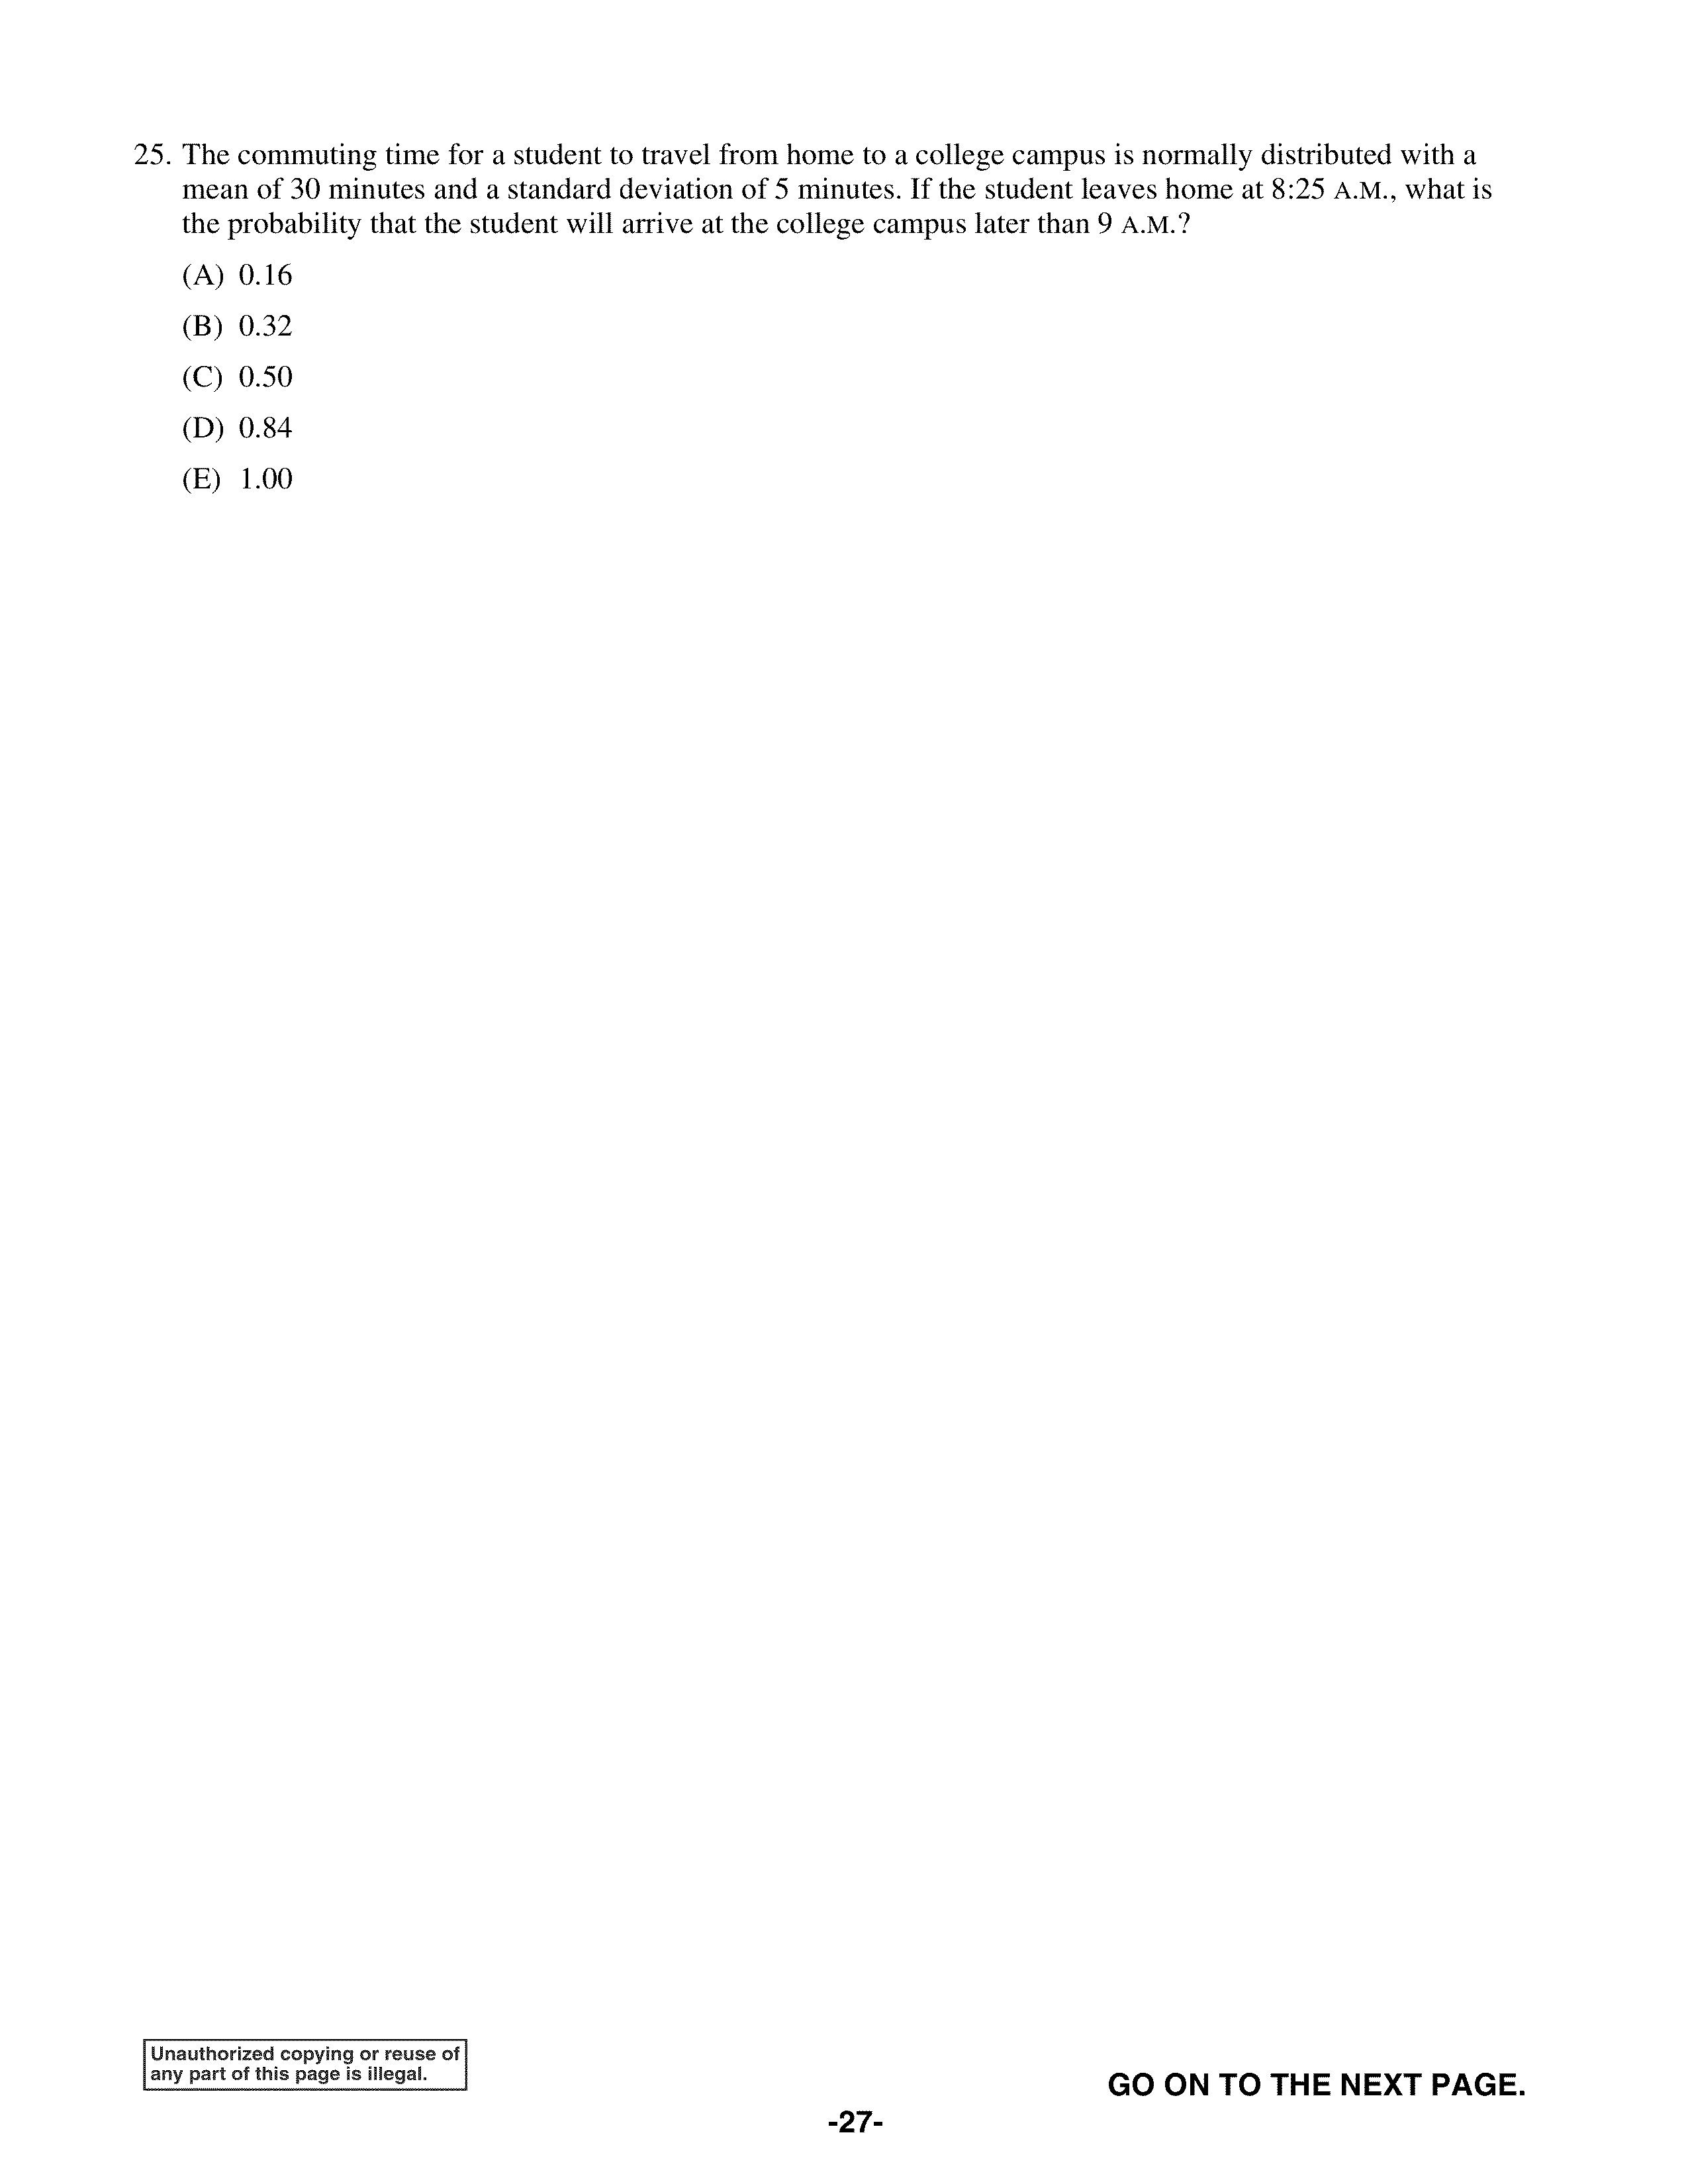 25. The commuting time for a student to travel from home to a college campus is normally distributed with a
mean of 30 minutes and a standard deviation of 5 minutes. If the student leaves home at 8:25 A.M., what is
the probability that the student will arrive at the college campus later than 9 A.M.?
(A) 0.16
(B) 0.32
(C) 0.50
(D) 0.84
(E) 1.00
Unauthorized copying or reuse of
any part of this page is illegal.
GO ON TO THE NEXT PAGE.
-27-